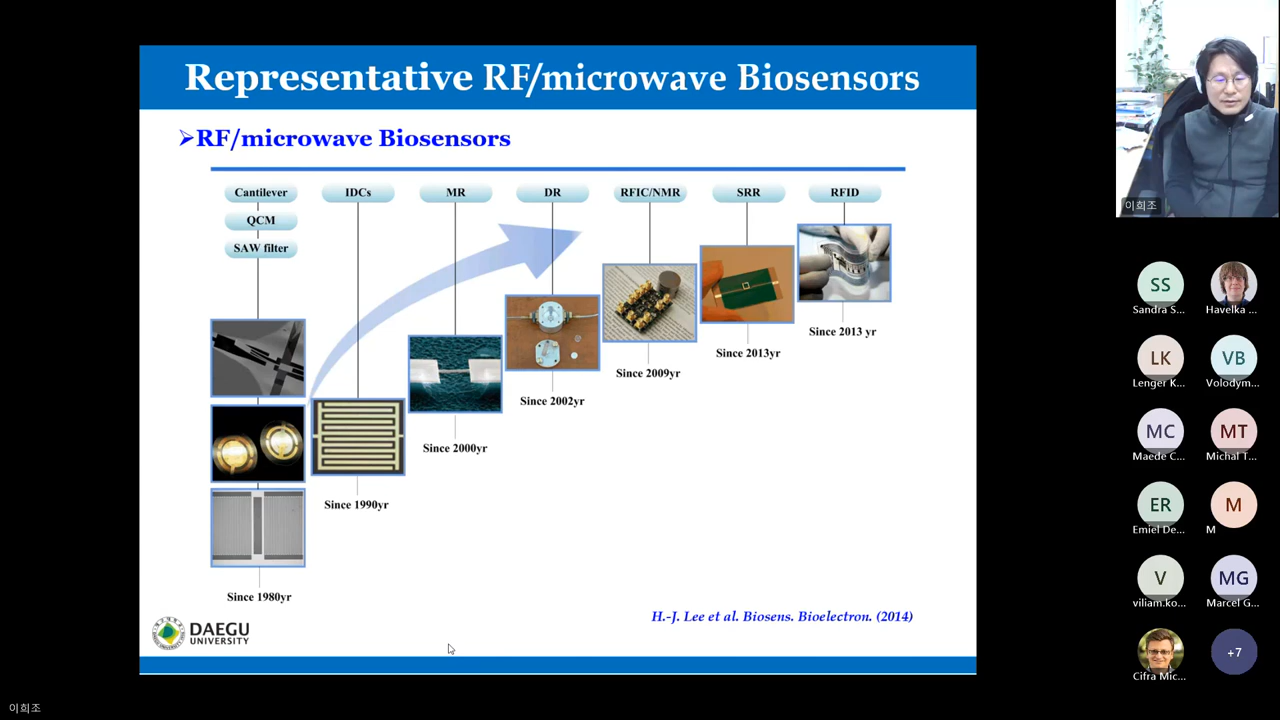 Representative RF/microwave Biosensors
➢RF/microwave Biosensors
Cantilever
QCM
SAW filter
IDCs
MR
DR
RFIC/NMR
SRR
RFID
Since 1980yr
Since 1990yr
Since 2000yr
Since 2002yr
Since 2009yr
Since 2013yr
Since 2013 yr
H.-J. Lee et al. Biosens. Bioelectron. (2014)
DAEGU
UNIVERSITY
이희조
SS
Sandra S...
Havelka ...
LK
Lenger K...
VB
Volodym...
MC
Maede C...
MT
Michal T...
ER
Emiel De...
M
M
V
viliam.ko...
MG
Marcel G...
Cifra Mic...
+7
이희조